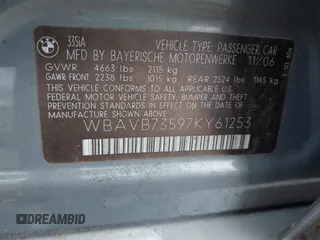 335iA VEHICLE TYPE PASSENGER CAR
MFD BY BAYERISCHE MOTORENWERKE 11/06
GVWR 4663 lbs 2115 kg
GAWR FRONT 2238 lbs 1015 kg REAR 2524 lbs 1145 kg
THIS VEHICLE CONFORMS TO ALL APPLICABLE FEDERAL MOTOR VEHICLE SAFETY, BUMPER, AND THEFT PREVENTION STANDARDS IN EFFECT ON THE DATE OF MANUFACTURE SHOWN ABOVE
WBAVB73597KY61253
DREAMBID